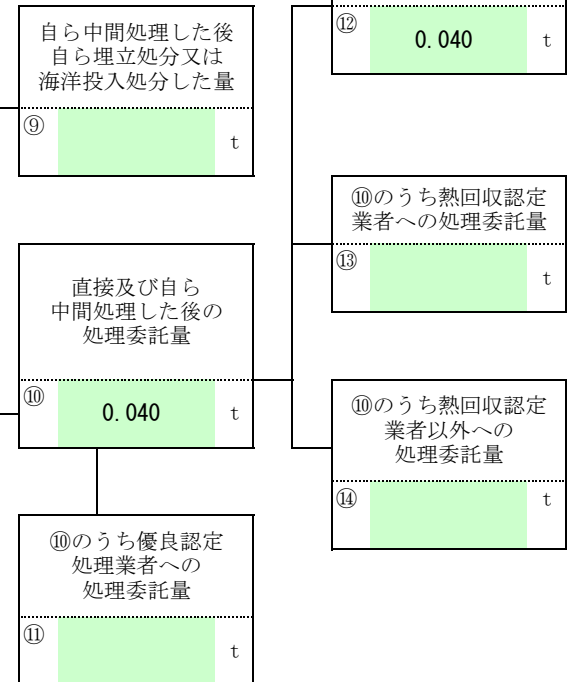 自ら中間処理した後
自ら埋立処分又は
海洋投入処分した量
⑨
t
直接及び自ら
中間処理した後の
処理委託量
⑩
0.040
t
⑩のうち優良認定
処理業者への
処理委託量
⑪
t
⑫
0.040
t
⑩のうち熱回収認定
業者への処理委託量
⑬
t
⑩のうち熱回収認定
業者以外への
処理委託量
⑭
t